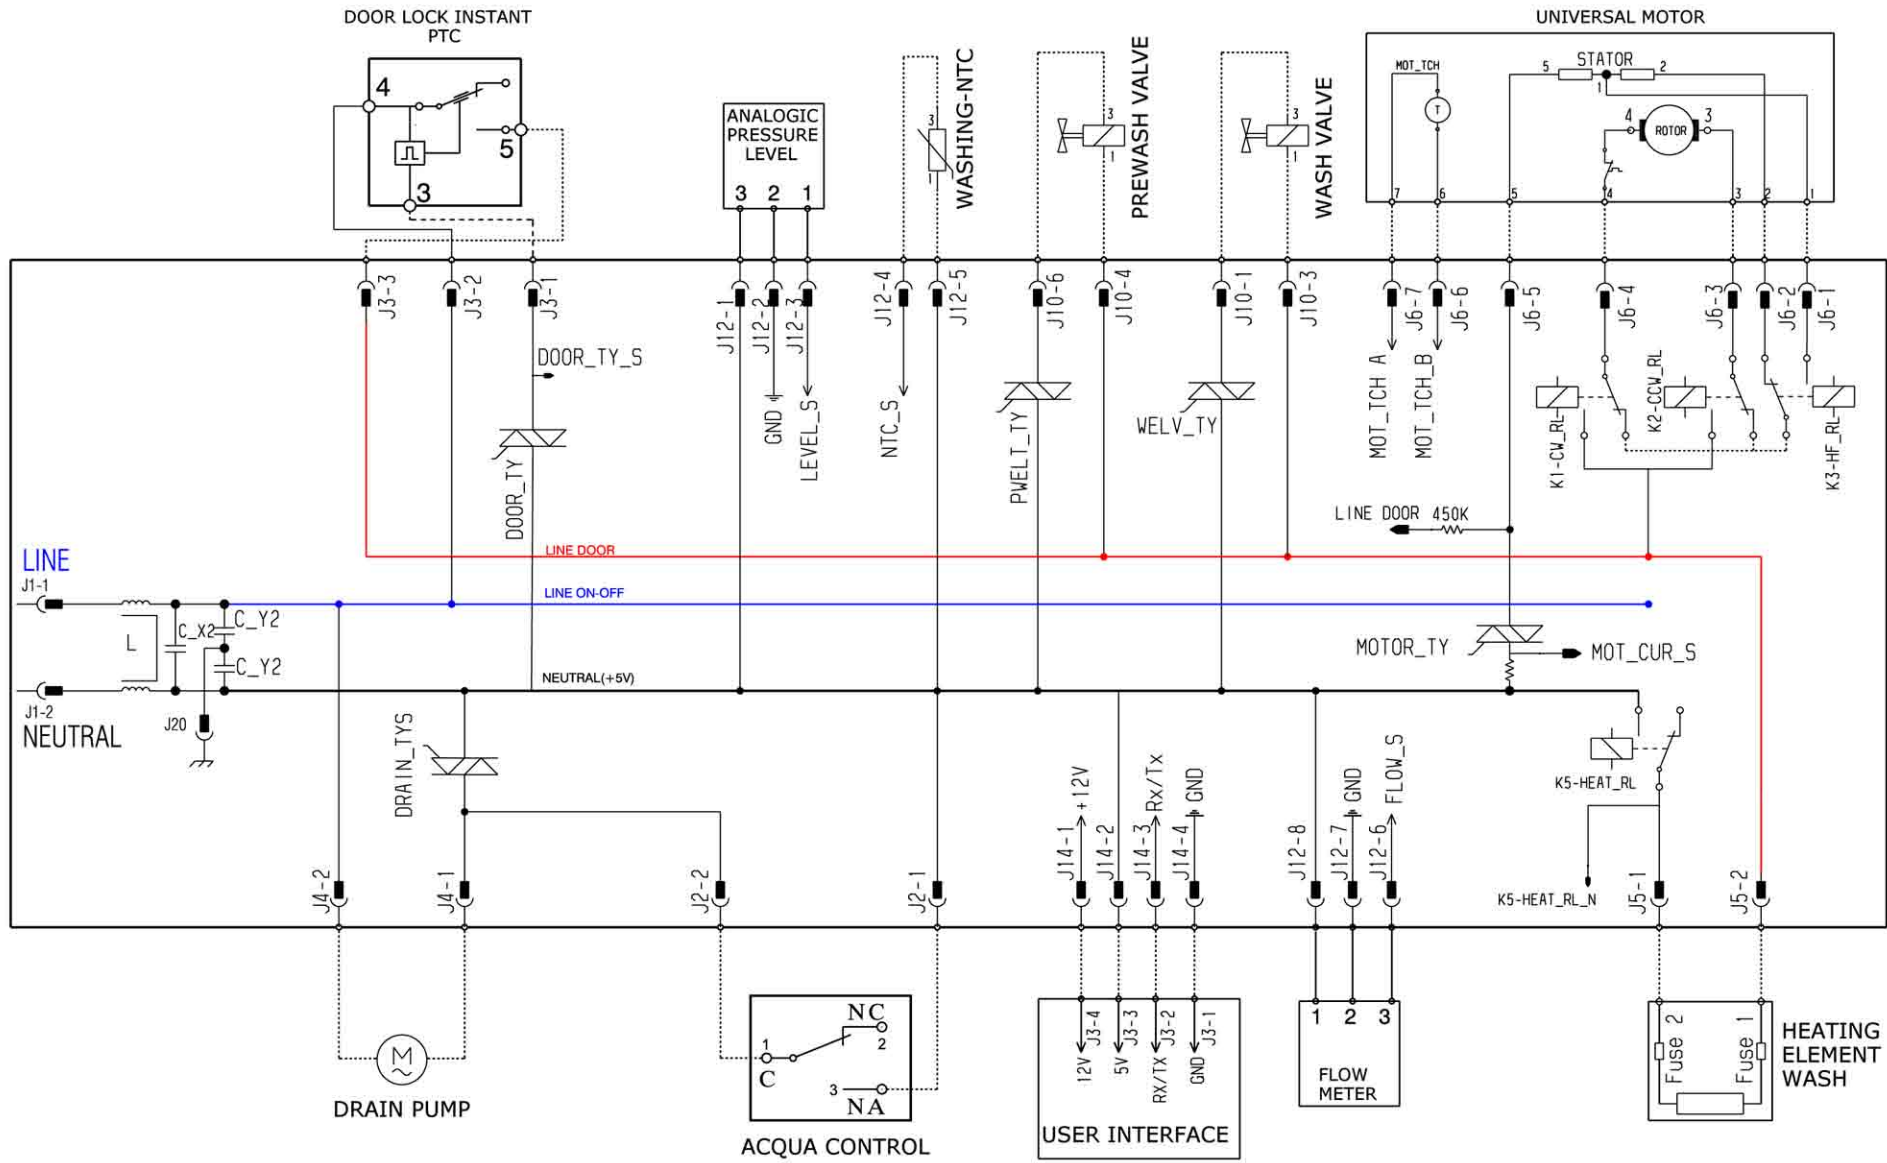 DOOR LOCK INSTANT
PTC
4
5
3
ANALOGIC
PRESSURE
LEVEL
3 2 1
3
1
WASHING-NTC
3
1
PREWASH VALVE
3
1
WASH VALVE
UNIVERSAL MOTOR
MOT_TCH
T
STATOR
5
1
2
4
ROTOR
3
7
6
5
4
3
2
1
J3-3
J3-2
J3-1
J12-1
J12-2
J12-3
J12-4
J12-5
J10-6
J10-4
J10-1
J10-3
J6-7
J6-6
J6-5
J6-4
J6-3
J6-2
J6-1
DOOR_TY_S
DOOR_TY
GND
LEVEL_S
NTC_S
PWELT_TY
WELV_TY
MOT_TCH A
MOT_TCH_B
K1-CW_RL
K2-CCW_RL
K3-HF_RL
LINE DOOR 450K
LINE DOOR
LINE
J1-1
LINE ON-OFF
L
C_X2
C_Y2
C_Y2
MOTOR_TY
MOT_CUR_S
NEUTRAL(+5V)
J1-2
NEUTRAL
J20
DRAIN_TYS
K5-HEAT_RL
+12V
Rx/Tx
GND
GND
FLOW_S
J4-2
J4-1
J2-2
J2-1
J14-1
J14-2
J14-3
J14-4
J12-8
J12-7
J12-6
K5-HEAT_RL_N
J5-1
J5-2
M
DRAIN PUMP
NC
2
1
C
3
NA
ACQUA CONTROL
J3-4
J3-3
J3-2
J3-1
12V
5V
RX/TX
GND
USER INTERFACE
1 2 3
FLOW
METER
Fuse 2
Fuse 1
HEATING
ELEMENT
WASH